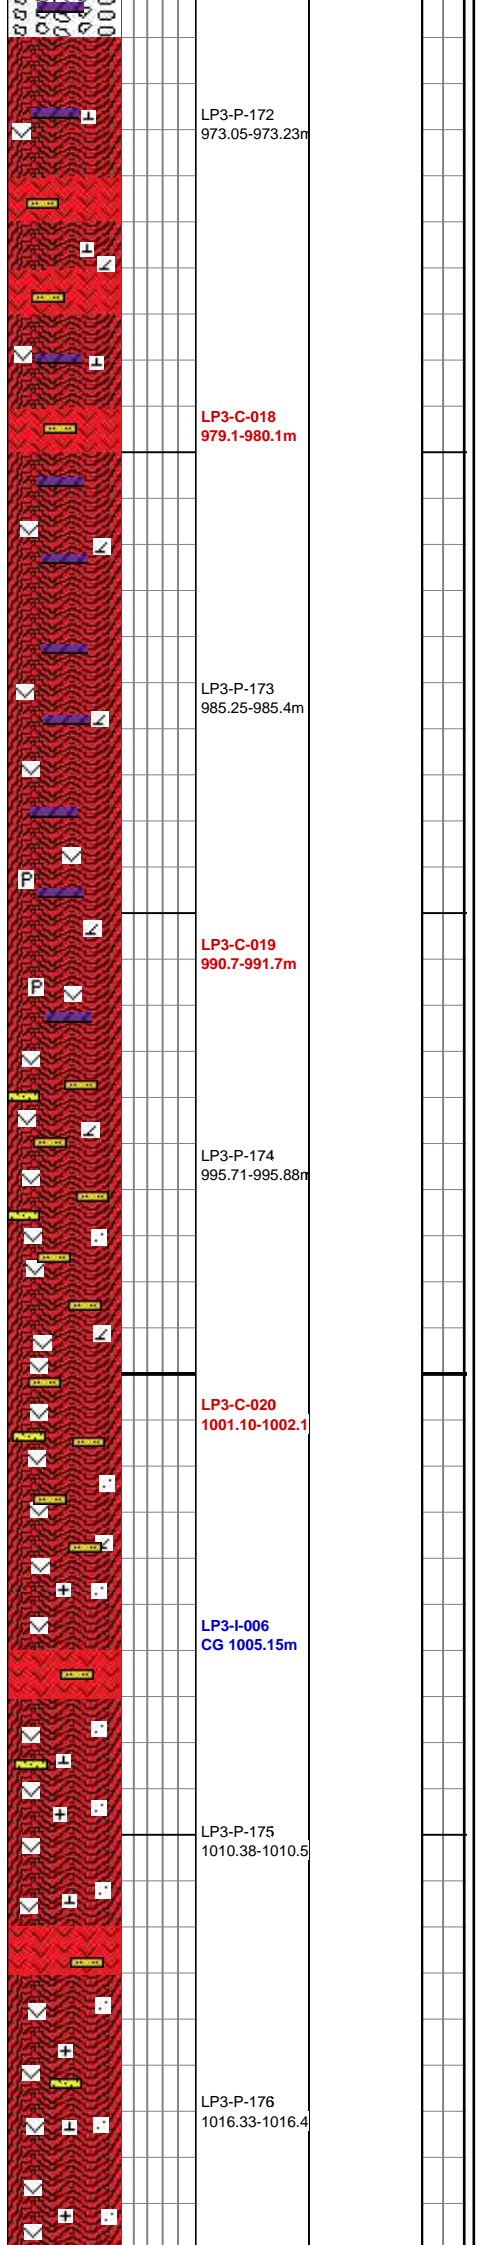 LP3-P-172
973.05-973.23m
LP3-C-018
979.1-980.1m
LP3-P-173
985.25-985.4m
P
LP3-C-019
990.7-991.7m
P
LP3-P-174
995.71-995.88m
LP3-C-020
1001.10-1002.1
LP3-I-006
CG 1005.15m
LP3-P-175
1010.38-1010.5
LP3-P-176
1016.33-1016.4